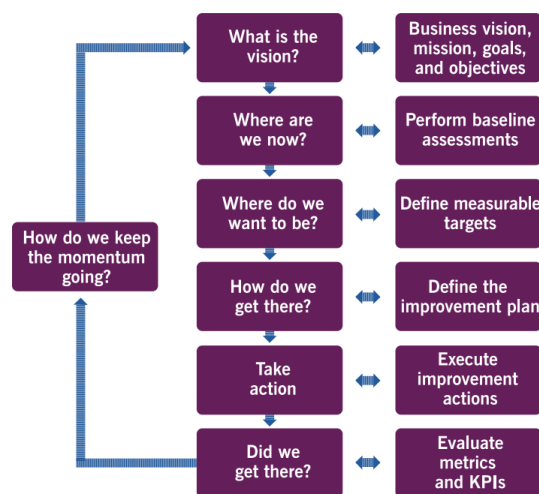 What is the
vision?
Business vision,
mission, goals,
and objectives
Where are
we now?
Perform baseline
assessments
Where do we
want to be?
Define measurable
targets
How do we keep
the momentum
going?
How do we
get there?
Define the
improvement plan
Take
action
Execute
improvement
actions
Did we
get there?
Evaluate
metrics
and KPIs